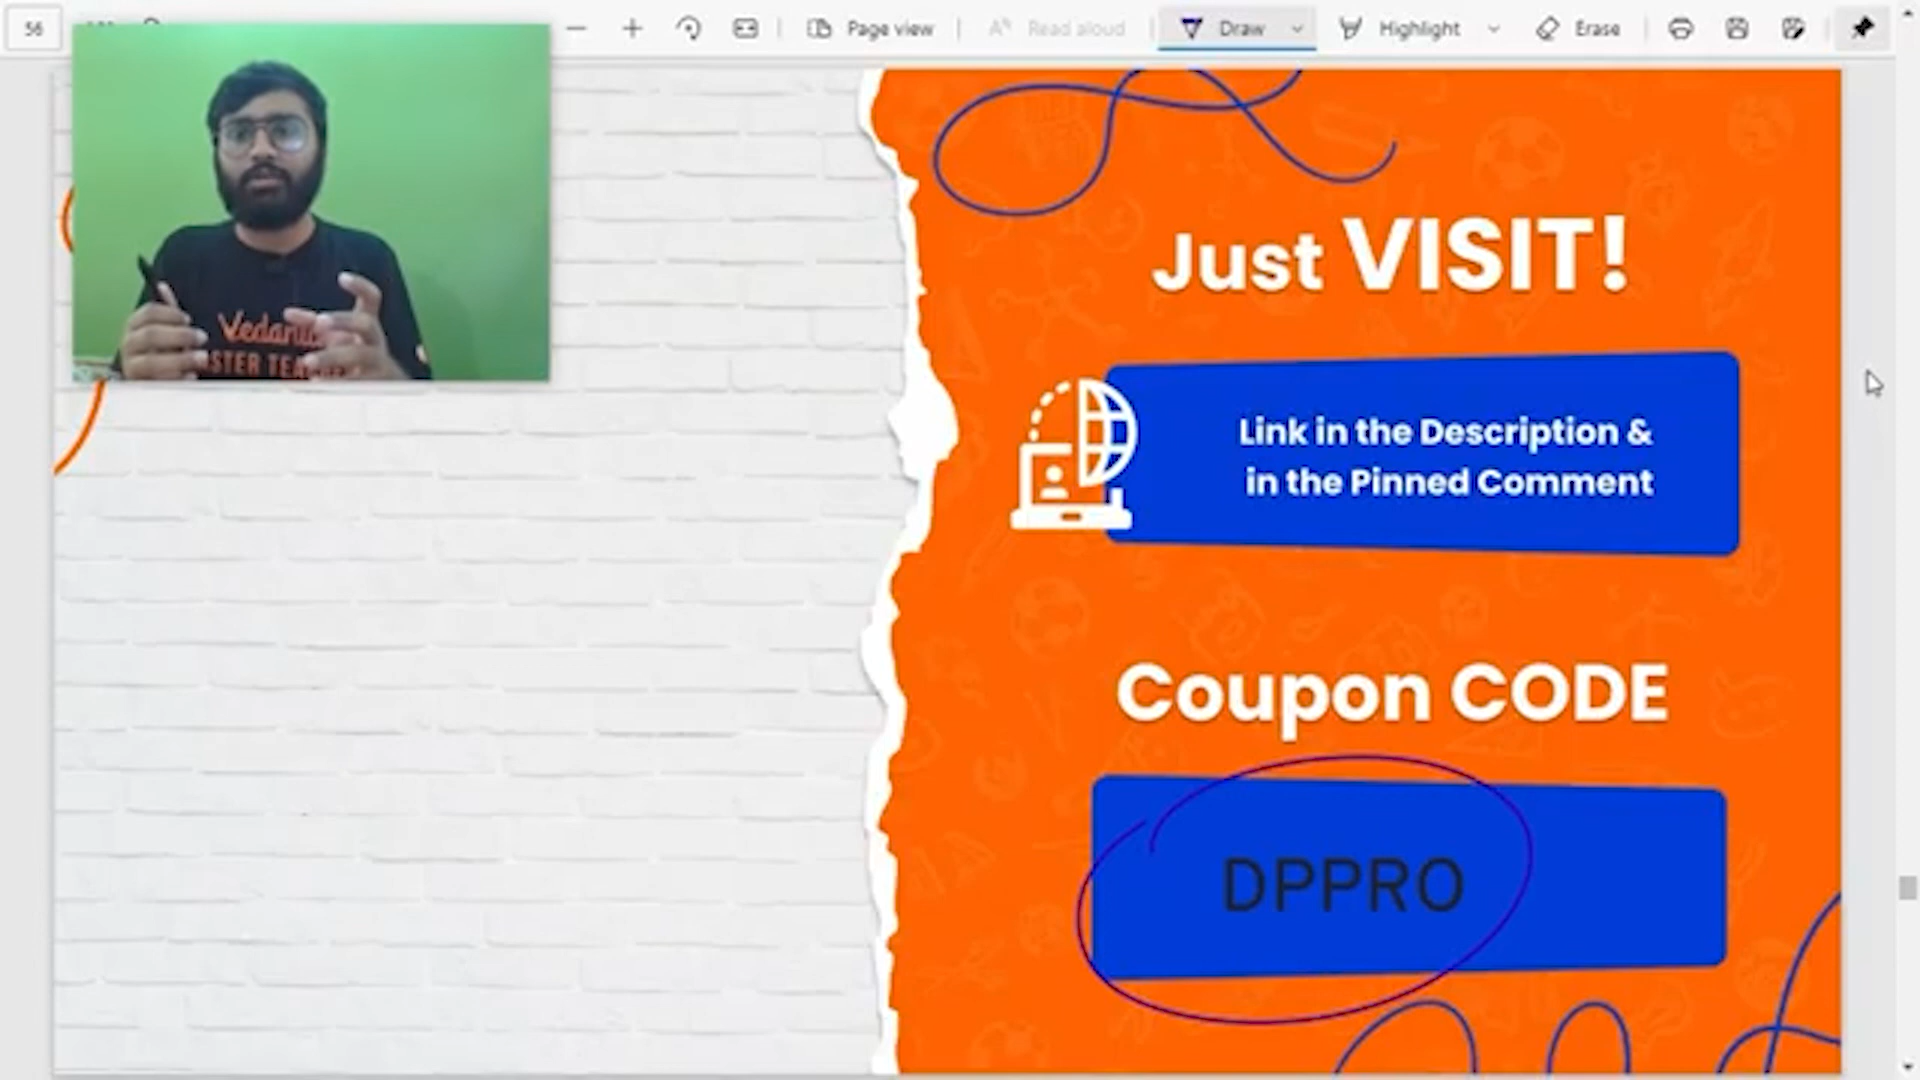 56
Page view
Read aloud
Draw
Highlight
Erase
Just VISIT!
Link in the Description &
in the Pinned Comment
Coupon CODE
DPPRO